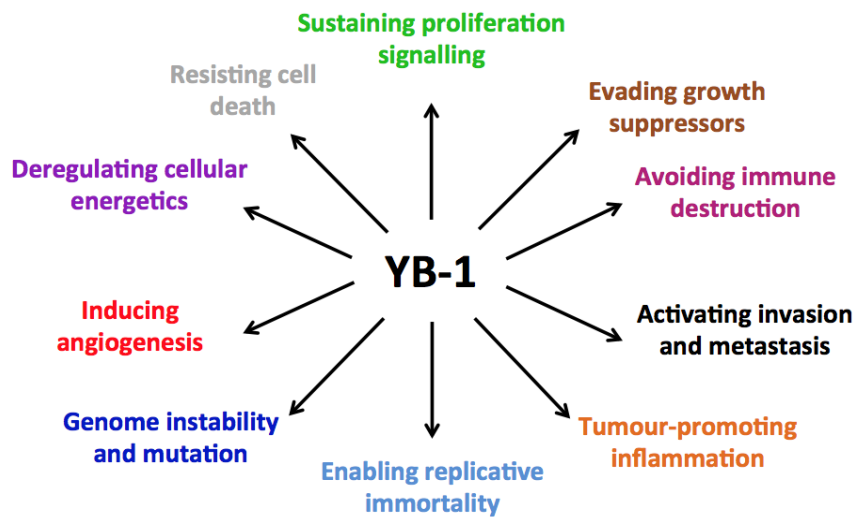 Sustaining proliferation
signalling
Resisting cell
death
Evading growth
suppressors
Deregulating cellular
energetics
Avoiding immune
destruction
YB-1
Inducing
angiogenesis
Activating invasion
and metastasis
Genome instability
and mutation
Tumour-promoting
inflammation
Enabling replicative
immortality